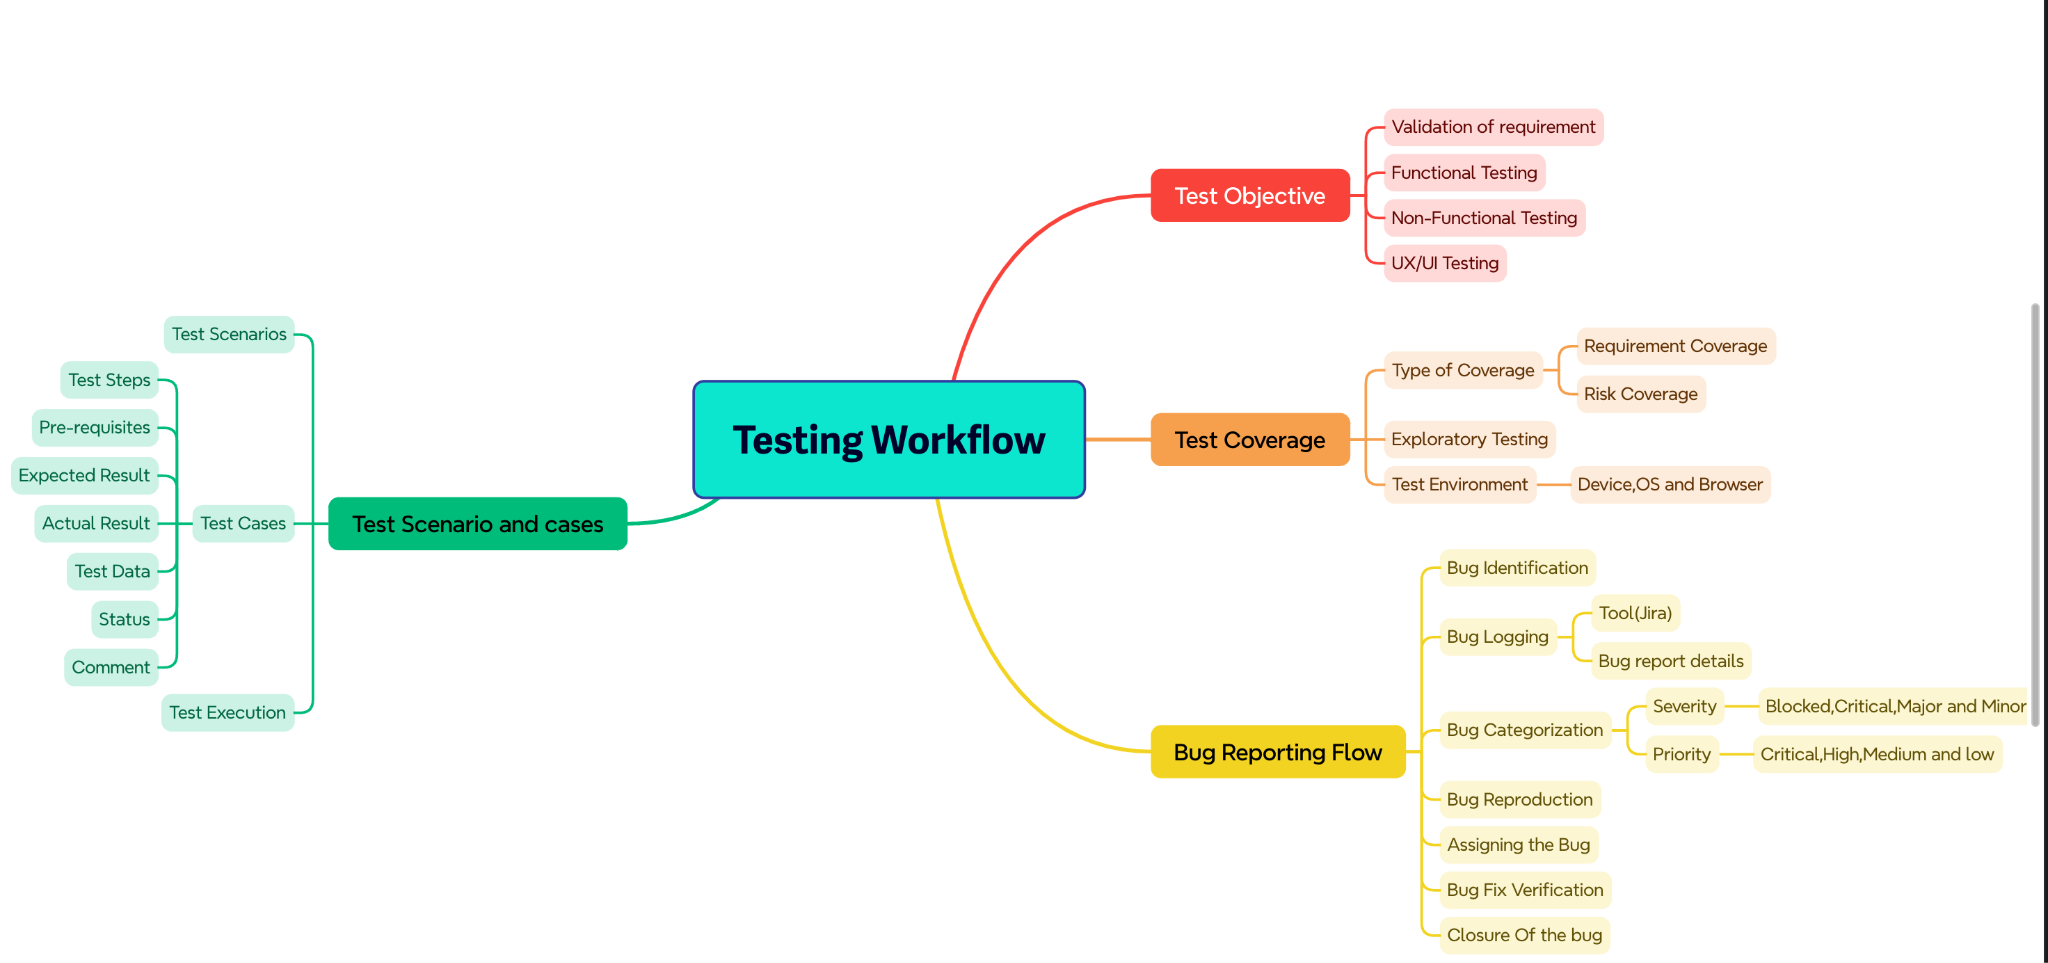 Testing Workflow
Test Objective
Validation of requirement
Functional Testing
Non-Functional Testing
UX/UI Testing
Test Coverage
Type of Coverage
Requirement Coverage
Risk Coverage
Exploratory Testing
Test Environment
Device,OS and Browser
Bug Reporting Flow
Bug Identification
Bug Logging
Tool(Jira)
Bug report details
Bug Categorization
Severity
Blocked,Critical,Major and Minor
Priority
Critical,High,Medium and low
Bug Reproduction
Assigning the Bug
Bug Fix Verification
Closure Of the bug
Test Scenario and cases
Test Scenarios
Test Cases
Test Steps
Pre-requisites
Expected Result
Actual Result
Test Data
Status
Comment
Test Execution